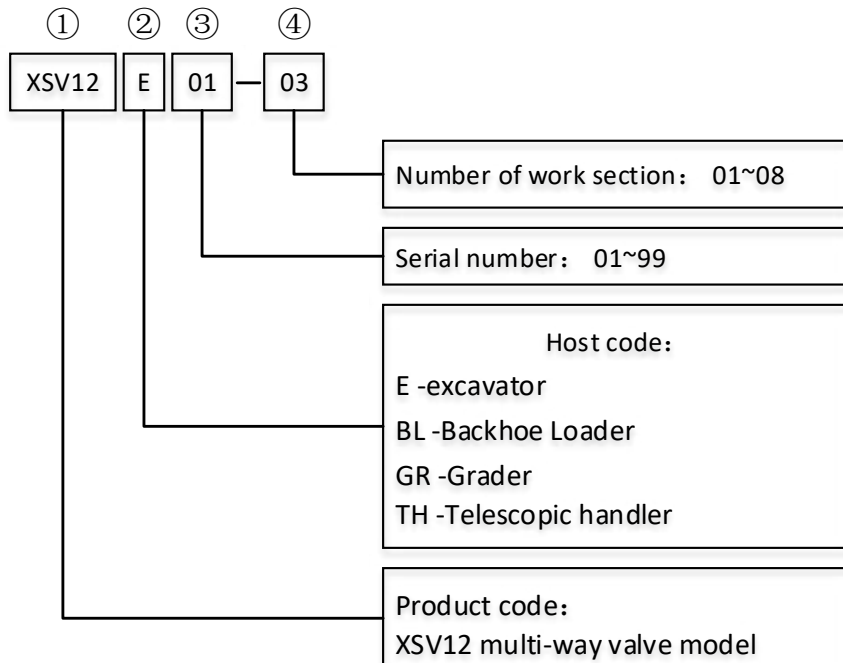 ① ② ③ ④
XSV12 E 01 — 03
Number of work section： 01~08
Serial number： 01~99
Host code：
E -excavator
BL -Backhoe Loader
GR -Grader
TH -Telescopic handler
Product code：
XSV12 multi-way valve model